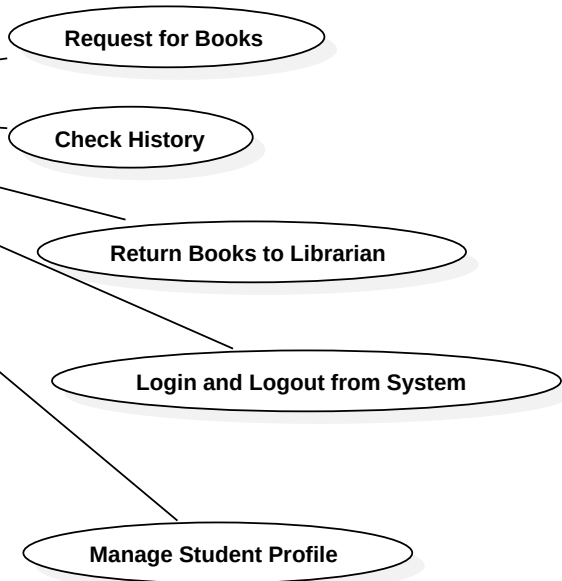 Request for Books
Check History
Return Books to Librarian
Login and Logout from System
Manage Student Profile